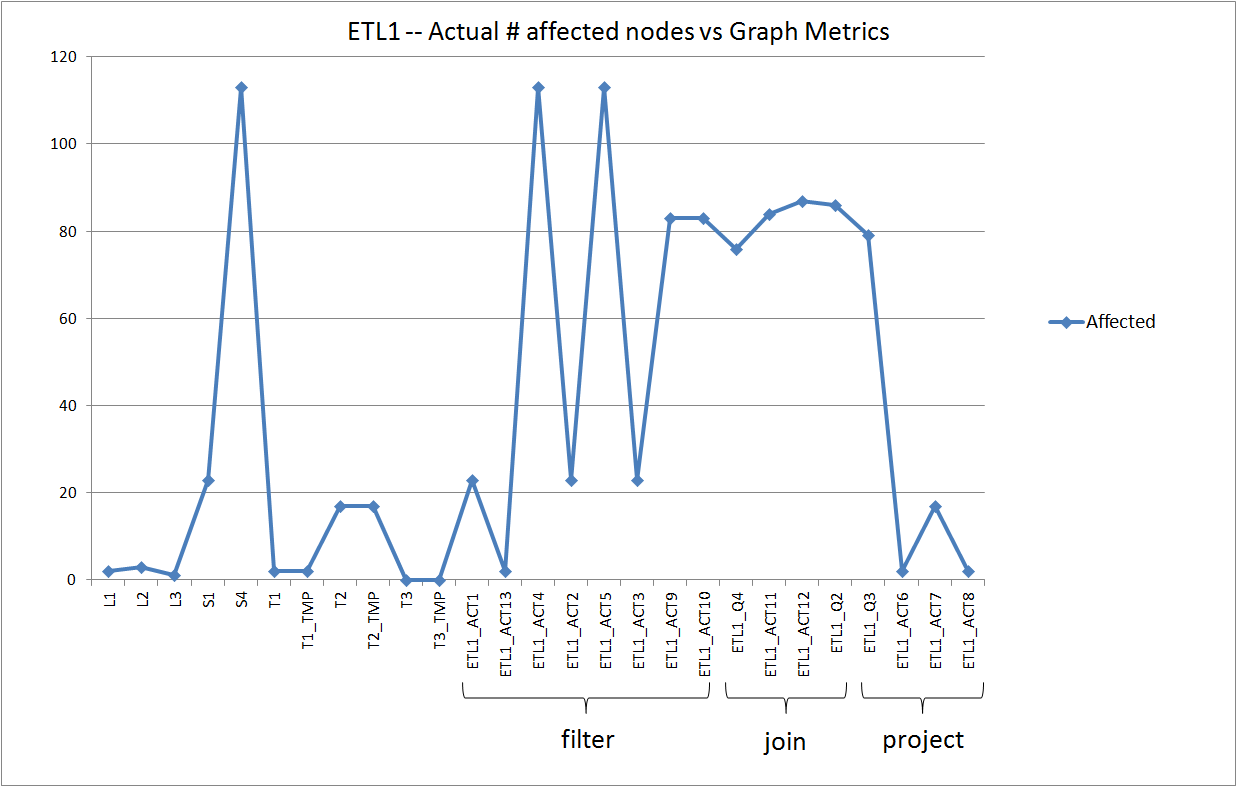 ETL1 -- Actual # affected nodes vs Graph Metrics
120
100
80
60
40
20
0
L1
L2
L3
S1
S4
T1
T1_TMP
T2
T2_TMP
T3
T3_TMP
ETL1_ACT1
ETL1_ACT13
ETL1_ACT4
ETL1_ACT2
ETL1_ACT5
ETL1_ACT3
ETL1_ACT9
ETL1_ACT10
ETL1_Q4
ETL1_ACT11
ETL1_ACT12
ETL1_Q2
ETL1_Q3
ETL1_ACT6
ETL1_ACT7
ETL1_ACT8
Affected
filter
join
project